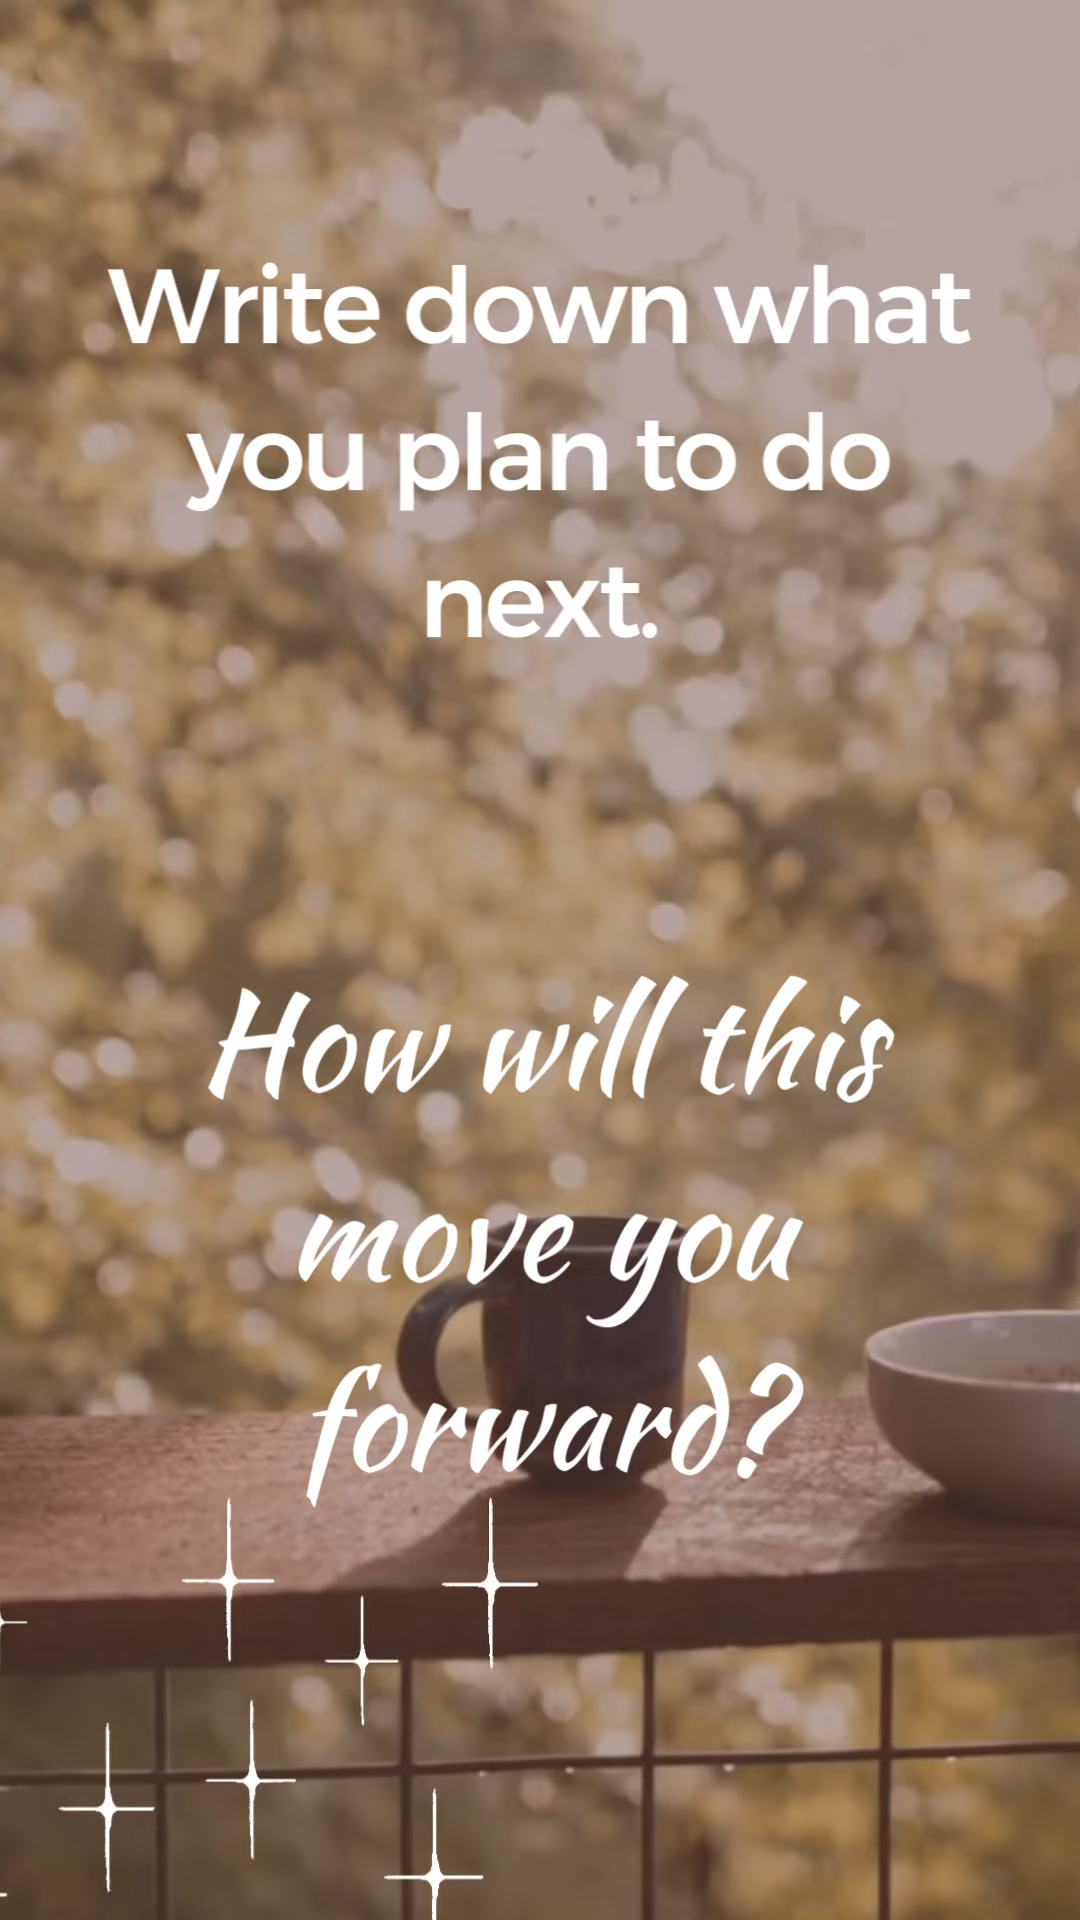 Write down what
you plan to do
next.
How will this
move you
forward?